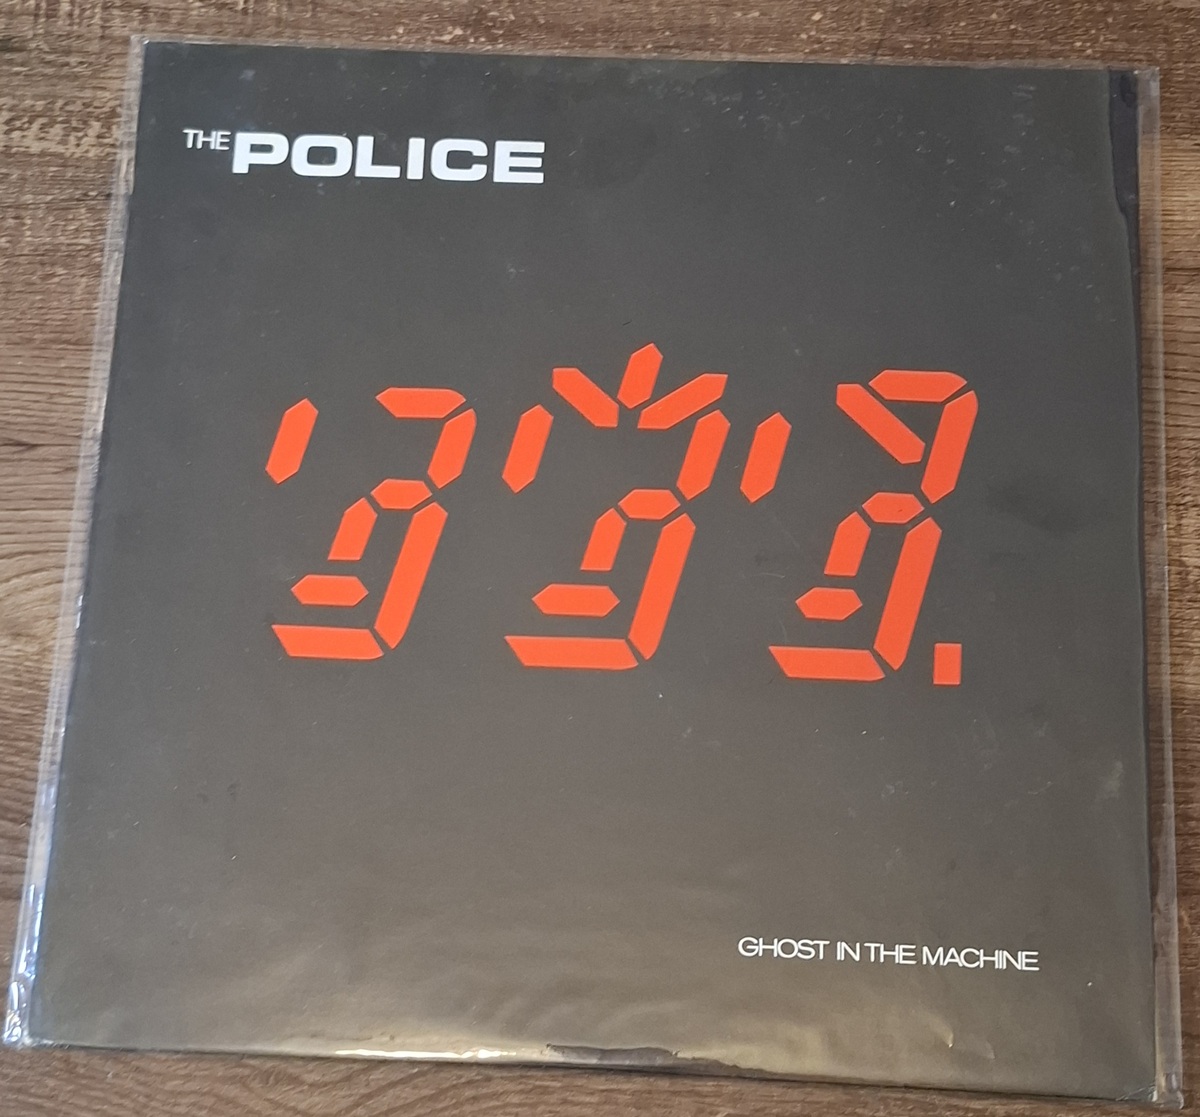 THE POLICE
GHOST IN THE MACHINE